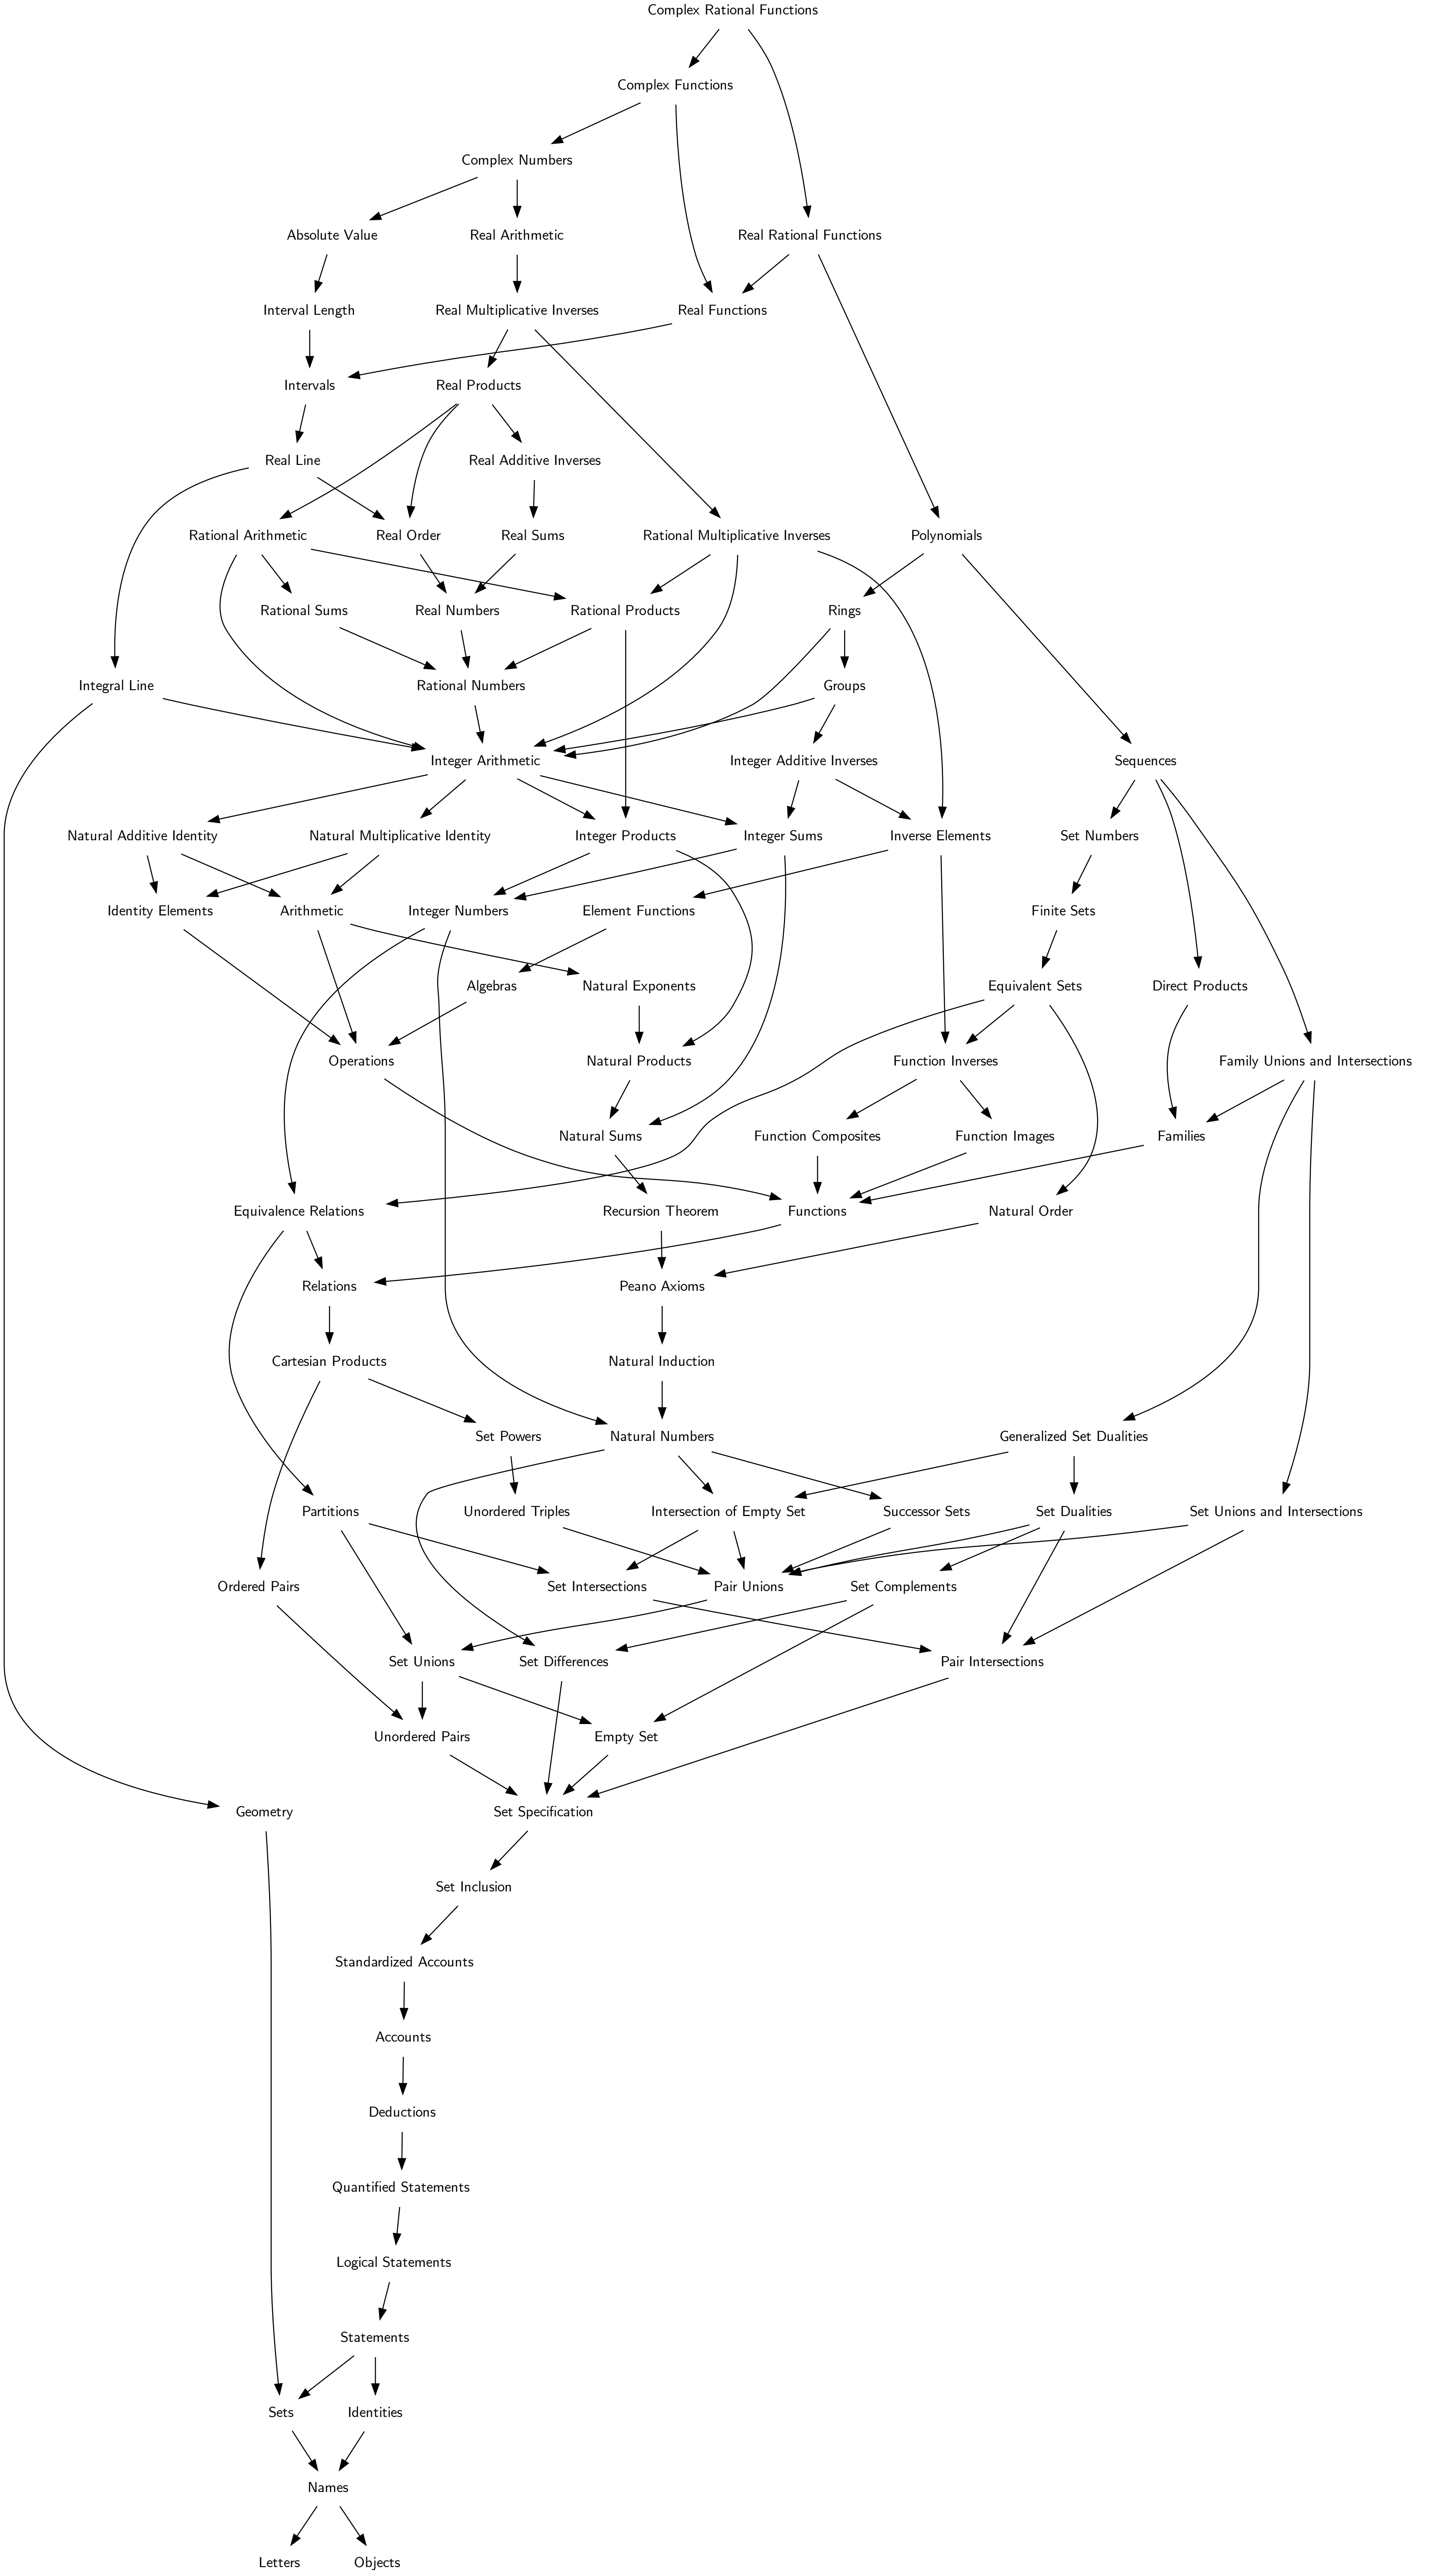 Complex Rational Functions
Complex Functions
Complex Numbers
Absolute Value
Real Arithmetic
Real Rational Functions
Interval Length
Real Multiplicative Inverses
Real Functions
Intervals
Real Products
Real Line
Real Additive Inverses
Rational Arithmetic
Real Order
Real Sums
Rational Multiplicative Inverses
Polynomials
Rational Sums
Real Numbers
Rational Products
Rings
Integral Line
Rational Numbers
Groups
Integer Arithmetic
Integer Additive Inverses
Sequences
Natural Additive Identity
Natural Multiplicative Identity
Integer Products
Integer Sums
Inverse Elements
Set Numbers
Identity Elements
Arithmetic
Integer Numbers
Element Functions
Finite Sets
Algebras
Natural Exponents
Equivalent Sets
Direct Products
Operations
Natural Products
Function Inverses
Family Unions and Intersections
Natural Sums
Function Composites
Function Images
Families
Equivalence Relations
Recursion Theorem
Functions
Natural Order
Relations
Peano Axioms
Cartesian Products
Natural Induction
Set Powers
Natural Numbers
Generalized Set Dualities
Partitions
Unordered Triples
Intersection of Empty Set
Successor Sets
Set Dualities
Set Unions and Intersections
Ordered Pairs
Set Intersections
Pair Unions
Set Complements
Set Unions
Set Differences
Pair Intersections
Unordered Pairs
Empty Set
Geometry
Set Specification
Set Inclusion
Standardized Accounts
Accounts
Deductions
Quantified Statements
Logical Statements
Statements
Sets
Identities
Names
Letters
Objects